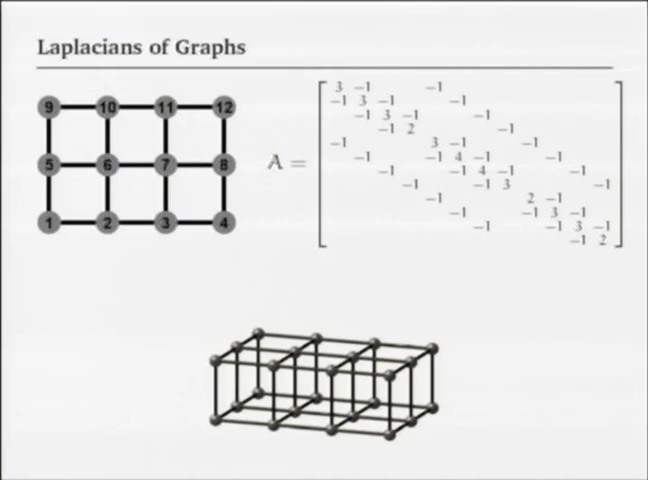 Laplacians of Graphs
9 10 11 12
5 6 7 8
1 2 3 4
A =
3 −1 −1
−1 3 −1 −1
−1 3 −1 −1
−1 2 −1
−1 3 −1 −1
−1 −1 4 −1 −1
−1 −1 4 −1 −1
−1 −1 3 −1
−1 2 −1
−1 −1 3 −1
−1 −1 3 −1
−1 2